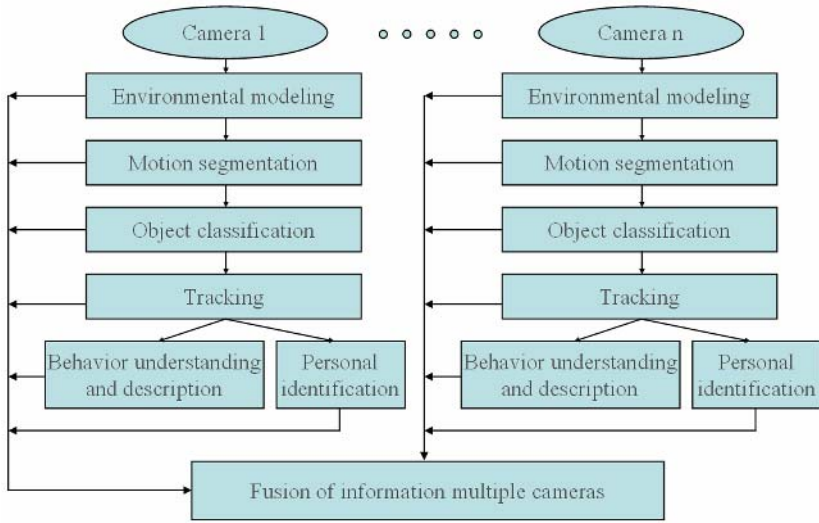 Camera 1
Camera n
Environmental modeling
Environmental modeling
Motion segmentation
Motion segmentation
Object classification
Object classification
Tracking
Tracking
Behavior understanding
and description
Personal
identification
Behavior understanding
and description
Personal
identification
Fusion of information multiple cameras